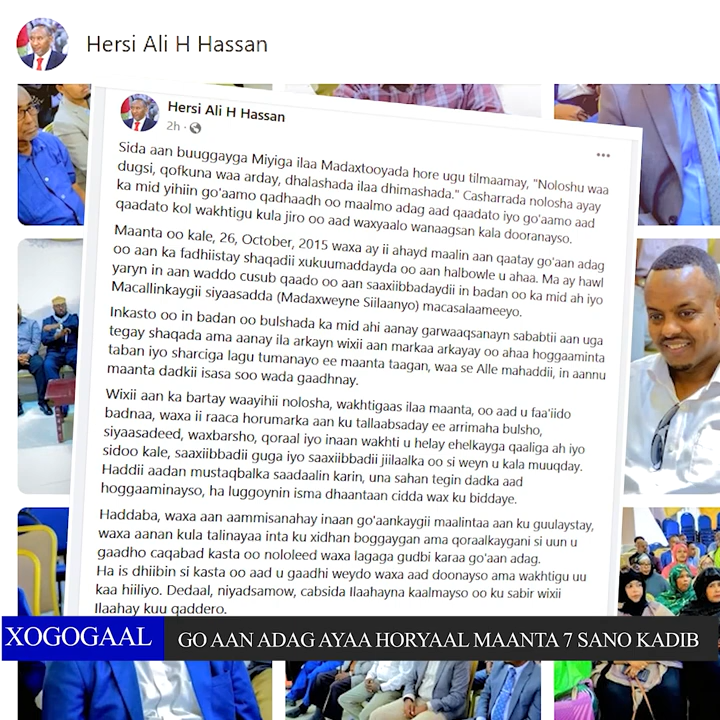 Hersi Ali H Hassan
Hersi Ali H Hassan
2h ·
Sida aan buuggayga Miyiga ilaa Madaxtooyada hore ugu tilmaamay, "Noloshu waa
dugsi, qofkuna waa arday, dhalashada ilaa dhimashada." Casharrada nolosha ayay
ka mid yihiin go'aamo qadhaadh oo maalmo adag aad qaadato iyo go'aamo aad
qaadato kol wakhtigu kula jiro oo aad waxyaalo wanaagsan kala dooranayso.
Maanta oo kale, 26, October, 2015 waxa ay ii ahayd maalin aan qaatay go'aan adag
oo aan ka fadhiistay shaqadii xukuumaddayda oo aan halbowle u ahaa. Ma ay hawl
yaryn in aan waddo cusub qaado oo aan saaxiibbadaydii in badan oo ka mid ah iyo
Macallinkaygii siyaasadda (Madaxweyne Siilaanyo) macasalaameeyo.
Inkasto oo in badan oo bulshada ka mid ahi aanay garwaaqsanayn sababtii aan uga
tegay shaqada ama aanay ila arkayn wixii aan markaa arkayay oo ahaa hoggaaminta
taban iyo sharciga lagu tumanayo ee maanta taagan, waa se Alle mahaddii, in aannu
maanta dadkii isasa soo wada gaadhnay.
Wixii aan ka bartay waayihii nolosha, wakhtigaas ilaa maanta, oo aad u faa'iido
badnaa, waxa ii raaca horumarka aan ku tallaabsaday ee arrimaha bulsho,
siyaasadeed, waxbarsho, qoraal iyo inaan wakhti u helay ehelkayga qaaliga ah iyo
sidoo kale, saaxiibbadii guga iyo saaxiibbadii jiilaalka oo si weyn u kala muuqday.
Haddii aadan mustaqbalka saadaalin karin, una sahan tegin dadka aad
hoggaaminayso, ha luggoynin isma dhaantaan cidda wax ku biddaye.
Haddaba, waxa aan aammisanahay inaan go'aankaygii maalintaa aan ku guulaystay,
waxa aanan kula talinayaa inta ku xidhan boggaygan ama qoraalkaygani si uun u
gaadho caqabad kasta oo nololeed waxa lagaga gudbi karaa go'aan adag.
Ha is dhiibin si kasta oo aad u gaadhi weydo waxa aad doonayso ama wakhtigu uu
kaa hiiliyo. Dedaal, niyadsamow, cabsida Ilaahayna kaalmayso oo ku sabir wixii
Ilaahay kuu qaddero.
XOGOGAAL GO AAN ADAG AYAA HORYAAL MAANTA 7 SANO KADIB